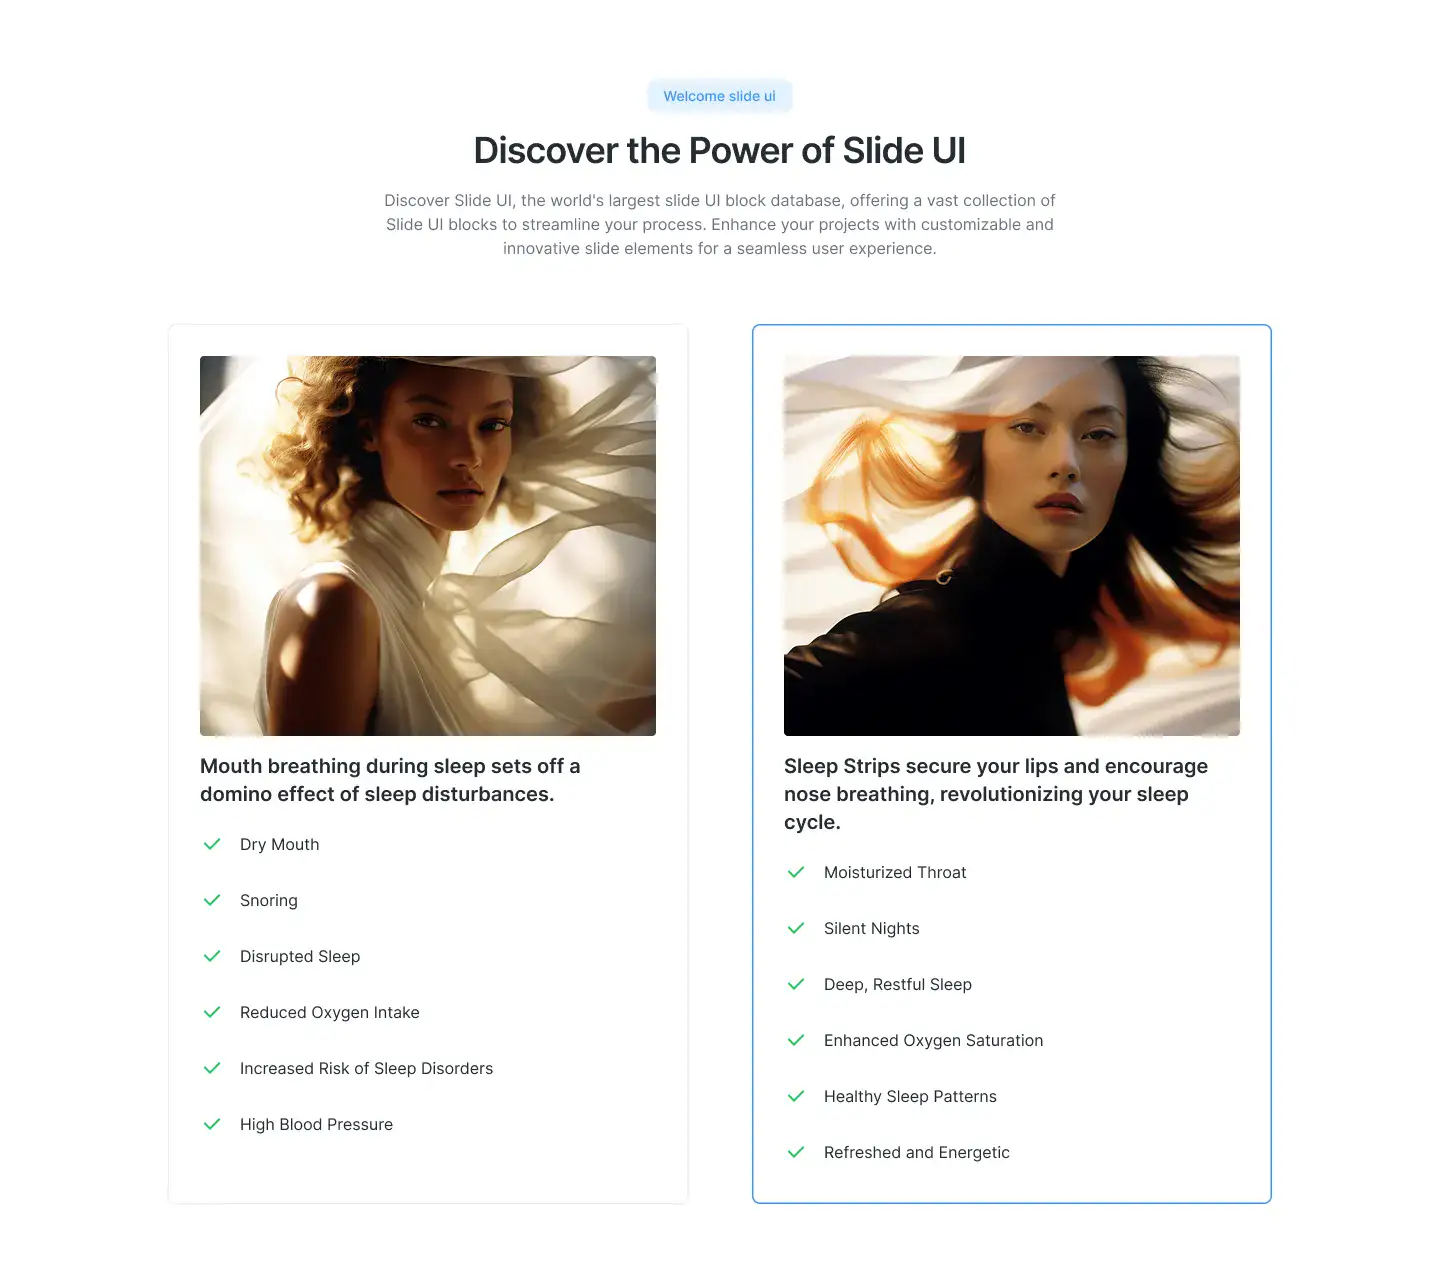 Welcome slide ui
Discover the Power of Slide UI
Discover Slide UI, the world's largest slide UI block database, offering a vast collection of
Slide UI blocks to streamline your process. Enhance your projects with customizable and
innovative slide elements for a seamless user experience.
Mouth breathing during sleep sets off a
domino effect of sleep disturbances.
Dry Mouth
Snoring
Disrupted Sleep
Reduced Oxygen Intake
Increased Risk of Sleep Disorders
High Blood Pressure
Sleep Strips secure your lips and encourage
nose breathing, revolutionizing your sleep
cycle.
Moisturized Throat
Silent Nights
Deep, Restful Sleep
Enhanced Oxygen Saturation
Healthy Sleep Patterns
Refreshed and Energetic